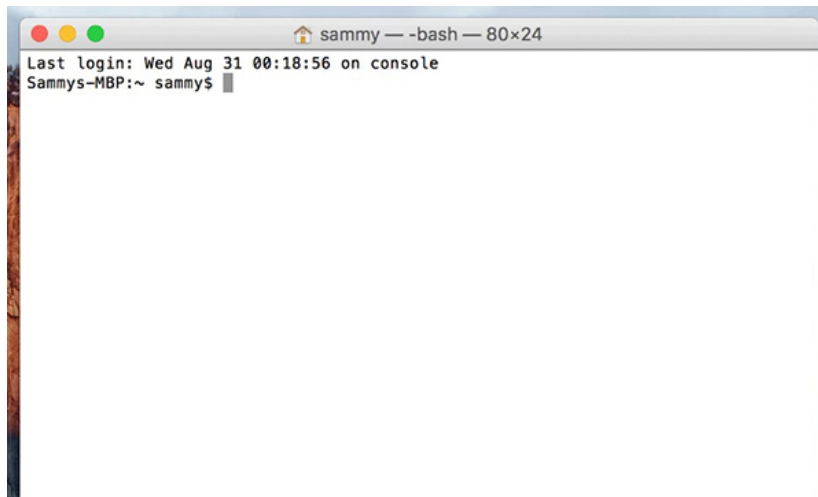 sammy — -bash — 80×24
Last login: Wed Aug 31 00:18:56 on console
Sammys-MBP:~ sammy$